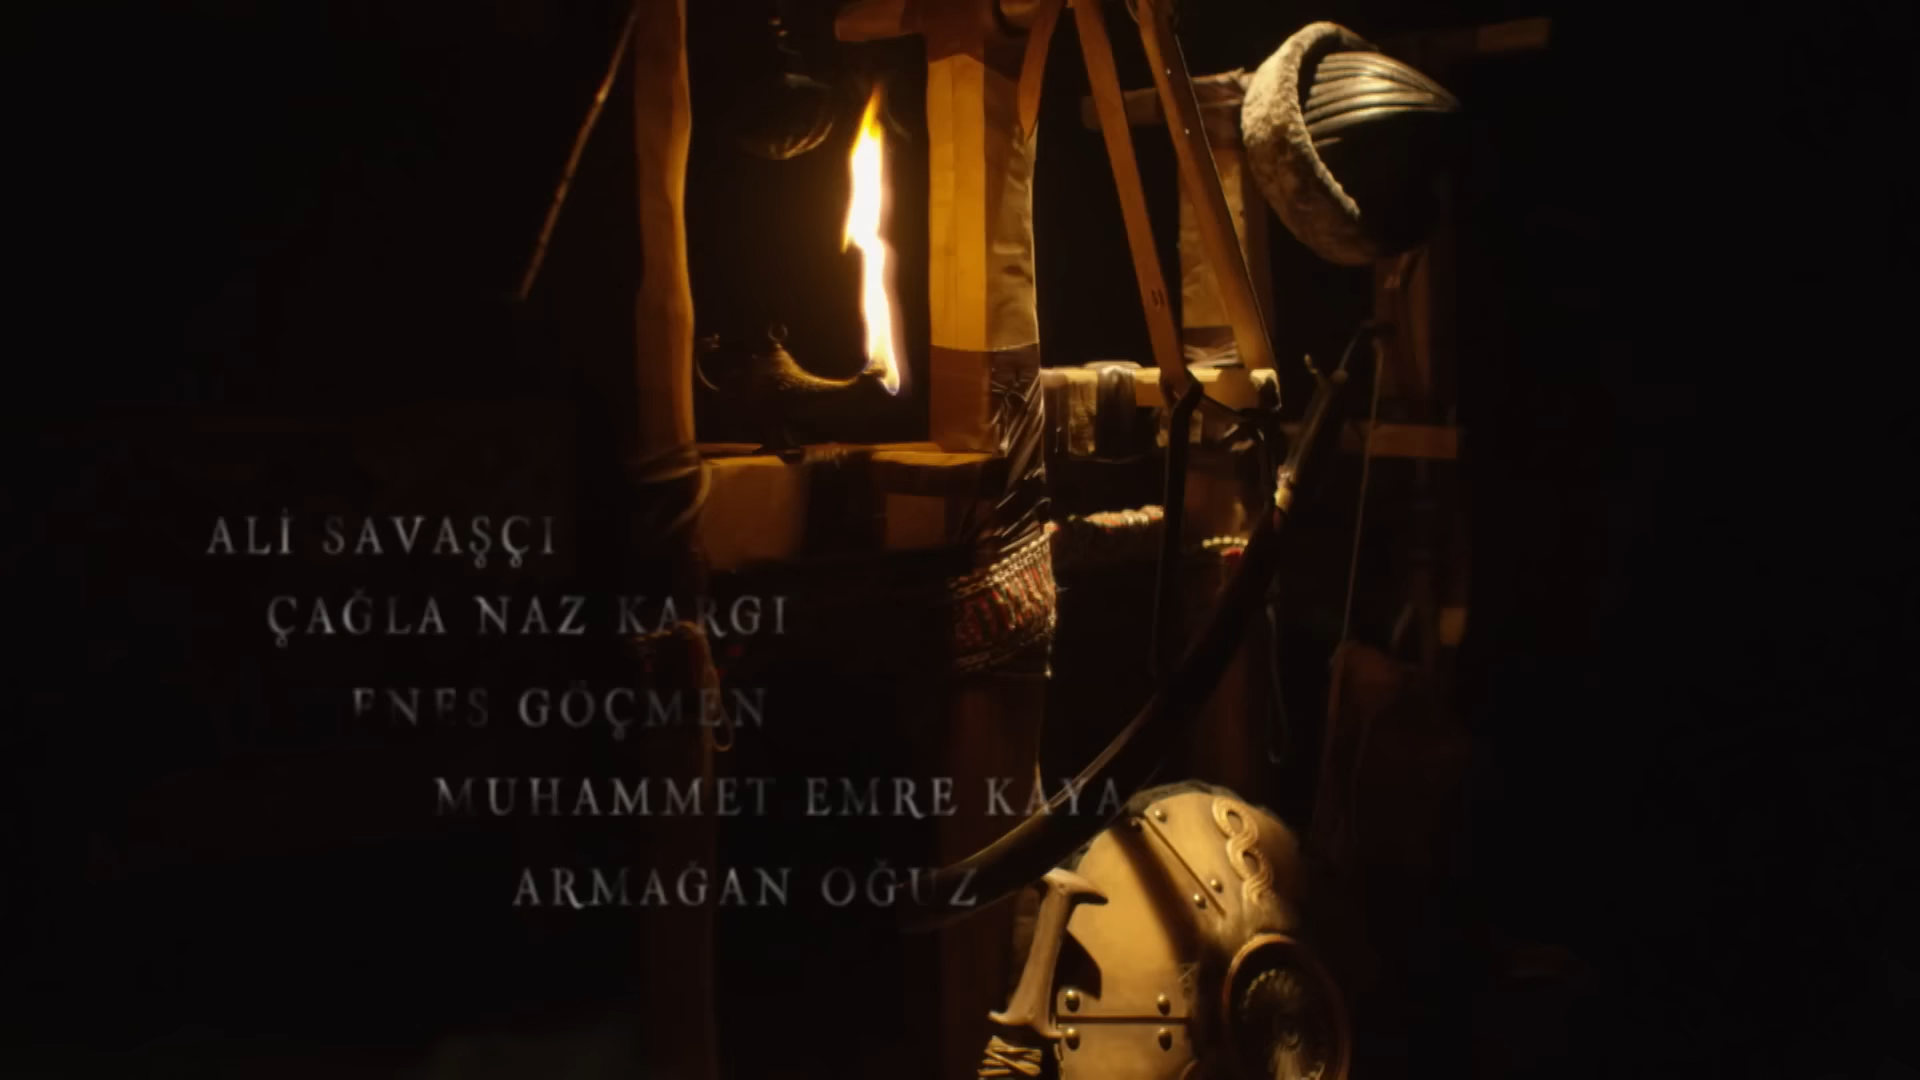 ALİ SAVAŞÇI
ÇAĞLA NAZ KARGI
ENES GÖÇMEN
MUHAMMET EMRE KAYA
ARMAĞAN OĞUZ